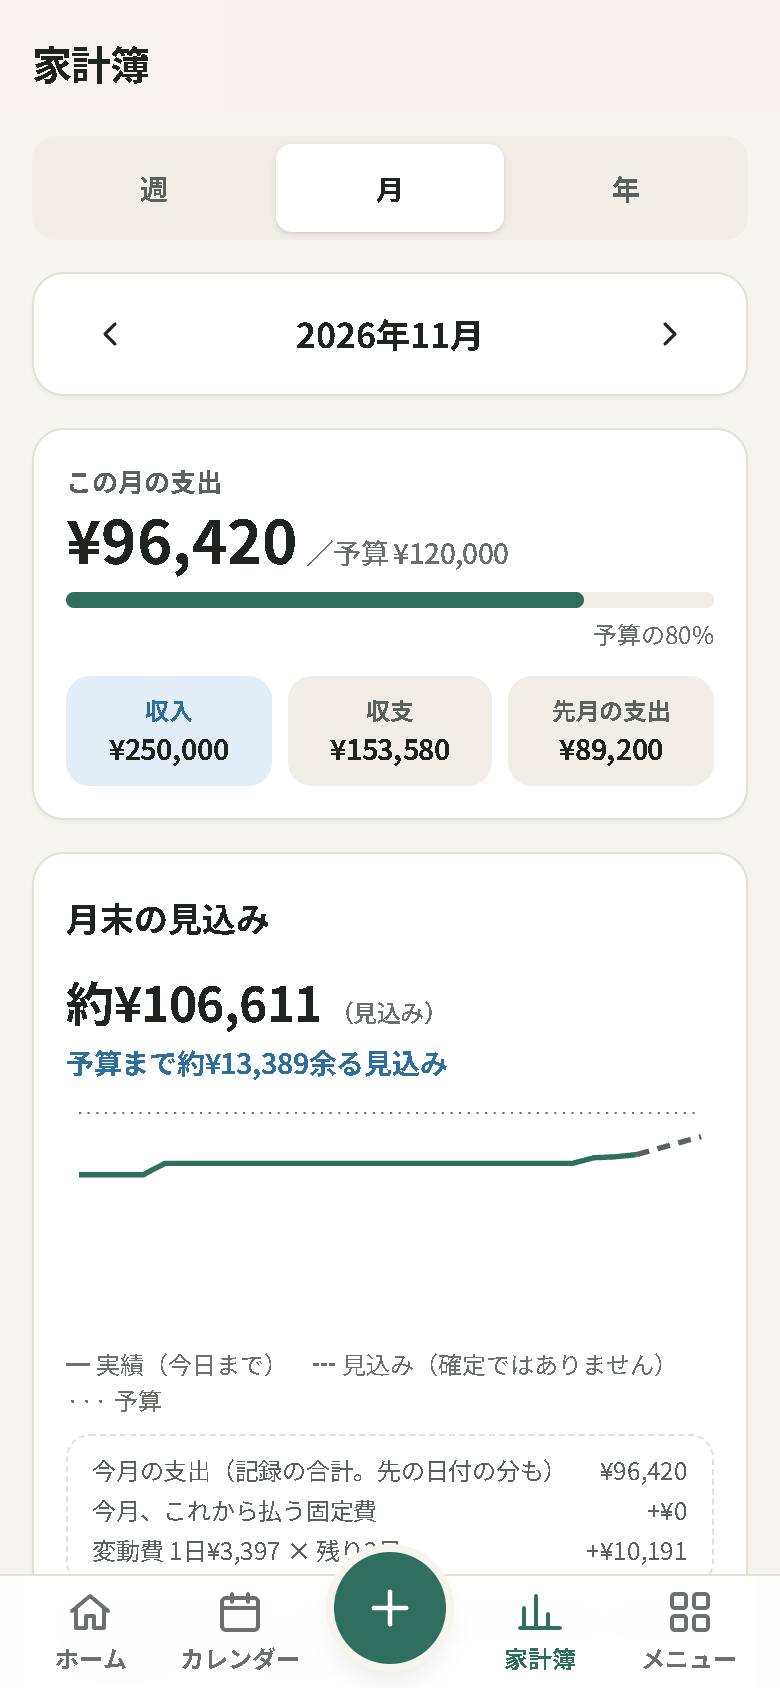 家計簿
週 月 年
2026年11月
この月の支出
¥96,420 ／予算 ¥120,000
予算の80%
収入 収支 先月の支出
¥250,000 ¥153,580 ¥89,200
月末の見込み
約¥106,611 （見込み）
予算まで約¥13,389余る見込み
— 実績（今日まで） --- 見込み（確定ではありません）
··· 予算
今月の支出（記録の合計。先の日付の分も） ¥96,420
今月、これから払う固定費 +¥0
変動費 1日¥3,397 × 残り +¥10,191
ホーム カレンダー 家計簿 メニュー